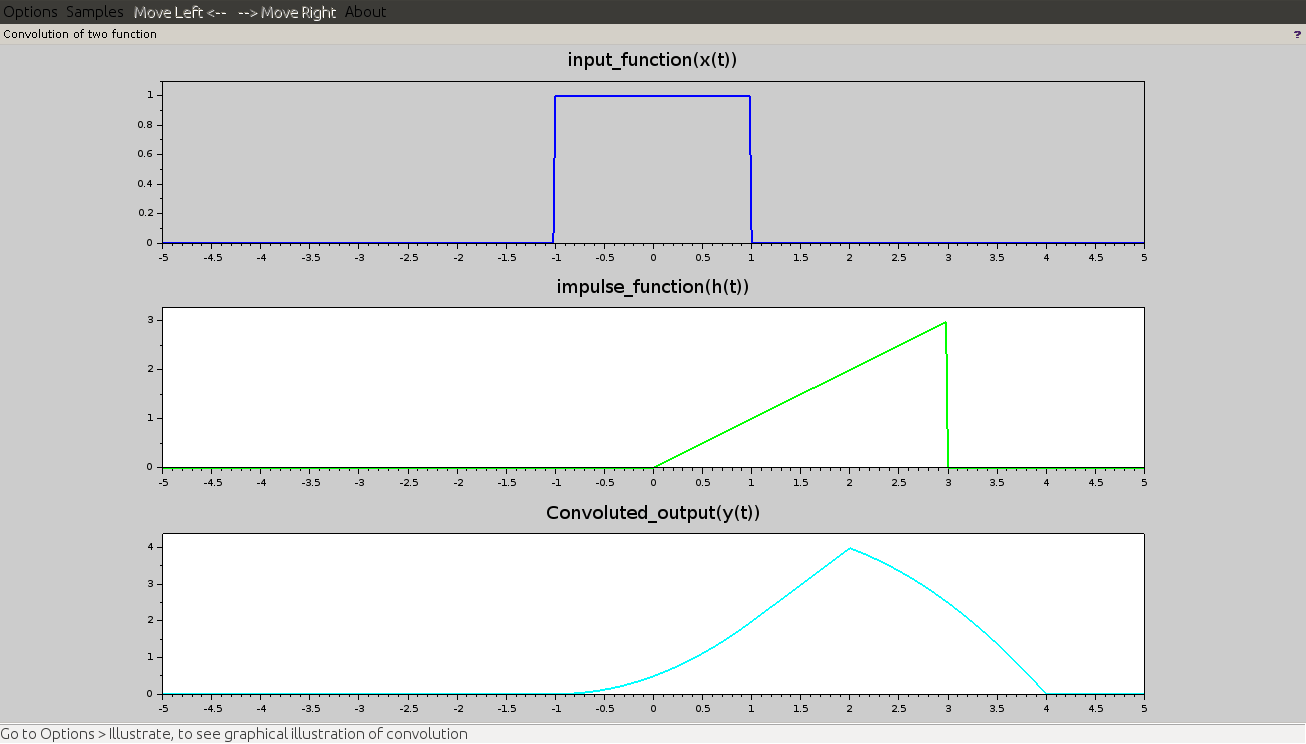 Options Samples Move Left <-- --> Move Right About
Convolution of two function ?
input_function(x(t))
1
0.8
0.6
0.4
0.2
0
-5 -4.5 -4 -3.5 -3 -2.5 -2 -1.5 -1 -0.5 0 0.5 1 1.5 2 2.5 3 3.5 4 4.5 5
impulse_function(h(t))
3
2
1
0
-5 -4.5 -4 -3.5 -3 -2.5 -2 -1.5 -1 -0.5 0 0.5 1 1.5 2 2.5 3 3.5 4 4.5 5
Convoluted_output(y(t))
4
3
2
1
0
-5 -4.5 -4 -3.5 -3 -2.5 -2 -1.5 -1 -0.5 0 0.5 1 1.5 2 2.5 3 3.5 4 4.5 5
Go to Options > Illustrate, to see graphical illustration of convolution